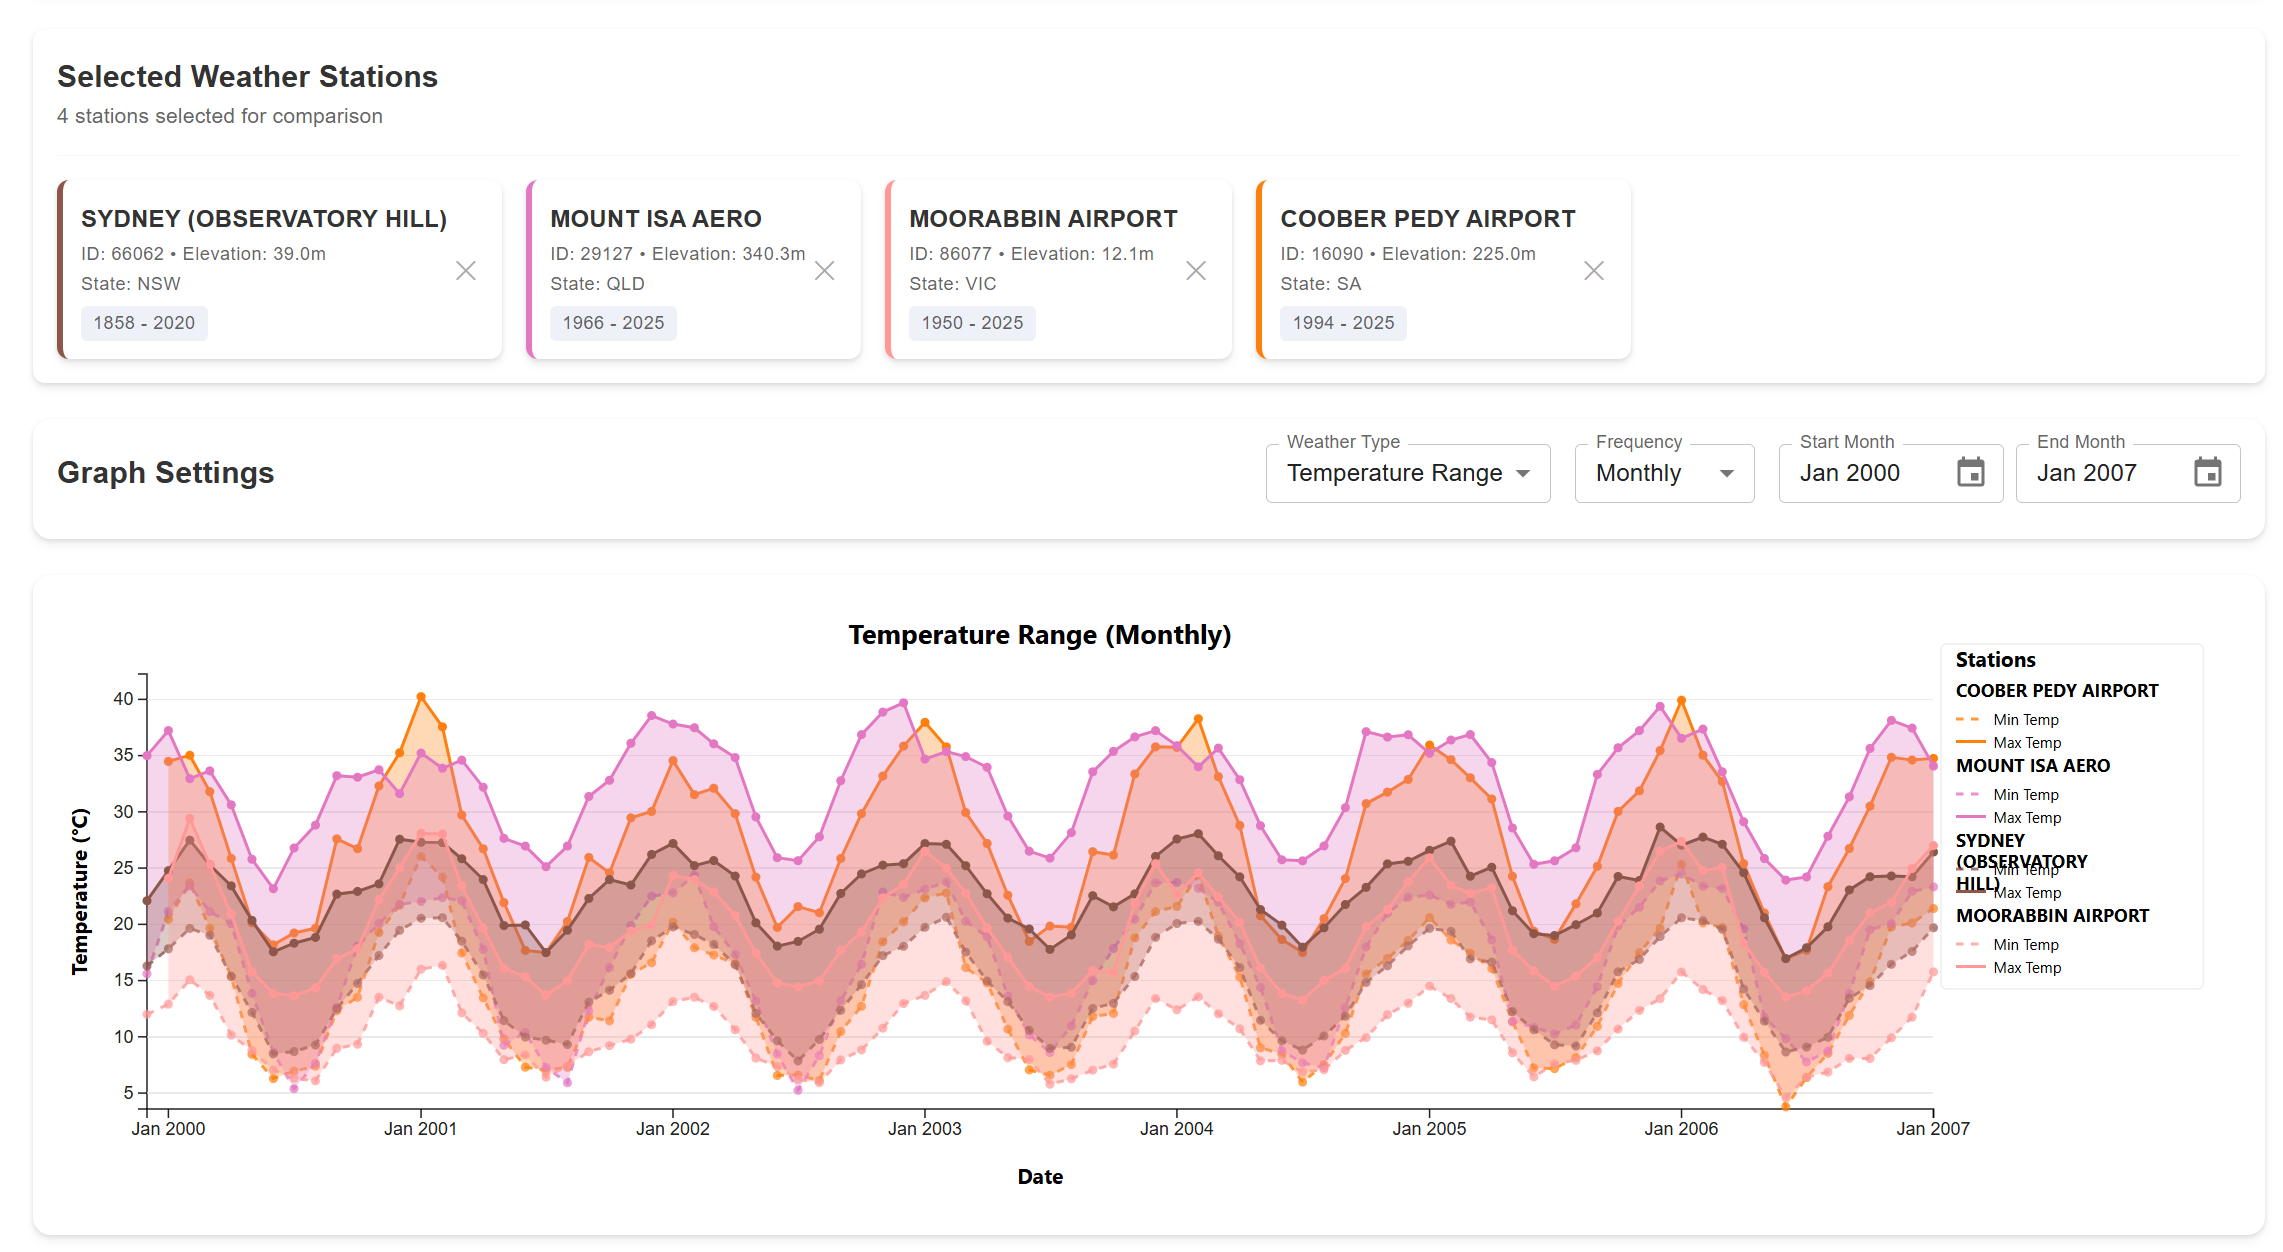 Selected Weather Stations
4 stations selected for comparison
SYDNEY (OBSERVATORY HILL)
ID: 66062 • Elevation: 39.0m
State: NSW
1858 - 2020
MOUNT ISA AERO
ID: 29127 • Elevation: 340.3m
State: QLD
1966 - 2025
MOORABBIN AIRPORT
ID: 86077 • Elevation: 12.1m
State: VIC
1950 - 2025
COOBER PEDY AIRPORT
ID: 16090 • Elevation: 225.0m
State: SA
1994 - 2025
Graph Settings
Weather Type
Temperature Range
Frequency
Monthly
Start Month
Jan 2000
End Month
Jan 2007
Temperature Range (Monthly)
Temperature (°C)
40
35
30
25
20
15
10
5
Jan 2000
Jan 2001
Jan 2002
Jan 2003
Jan 2004
Jan 2005
Jan 2006
Jan 2007
Date
Stations
COOBER PEDY AIRPORT
Min Temp
Max Temp
MOUNT ISA AERO
Min Temp
Max Temp
SYDNEY
(OBSERVATORY
HILL)
Min Temp
Max Temp
MOORABBIN AIRPORT
Min Temp
Max Temp